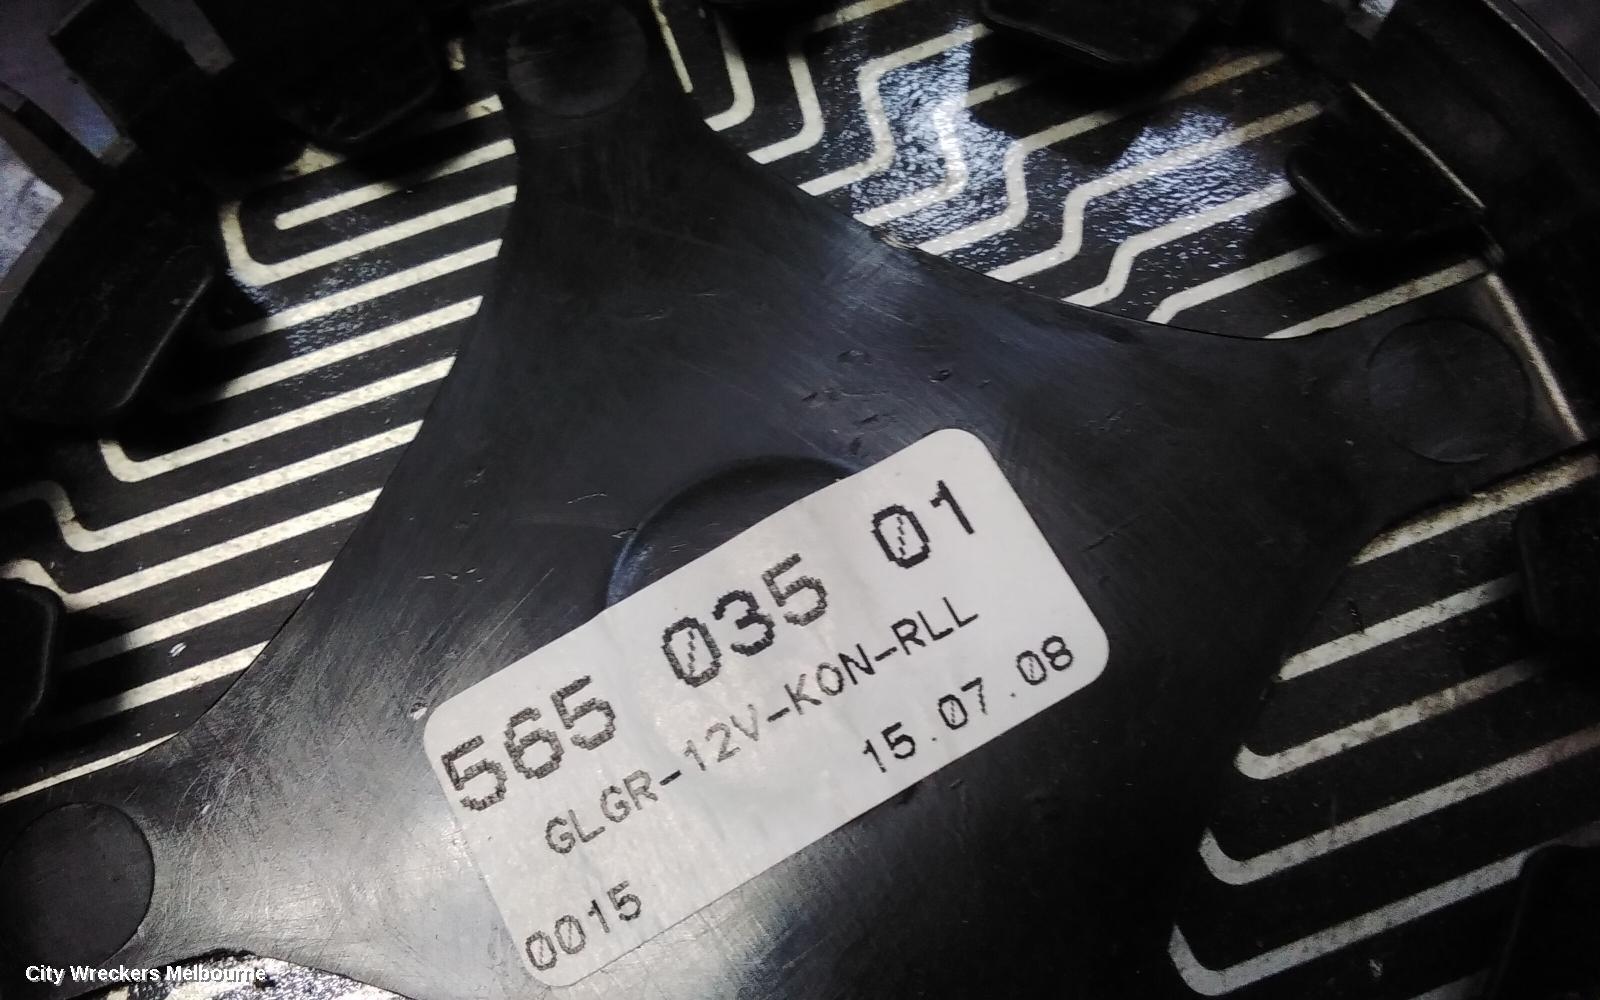 565 035 01
GLGR-12V-KON-RLL
15.07.08
0015
City Wreckers Melbourne